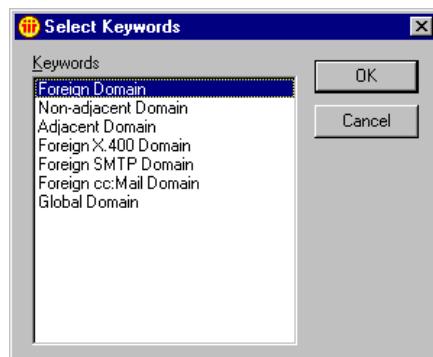 Select Keywords
Keywords
Foreign Domain
Non-adjacent Domain
Adjacent Domain
Foreign X.400 Domain
Foreign SMTP Domain
Foreign cc:Mail Domain
Global Domain
OK
Cancel